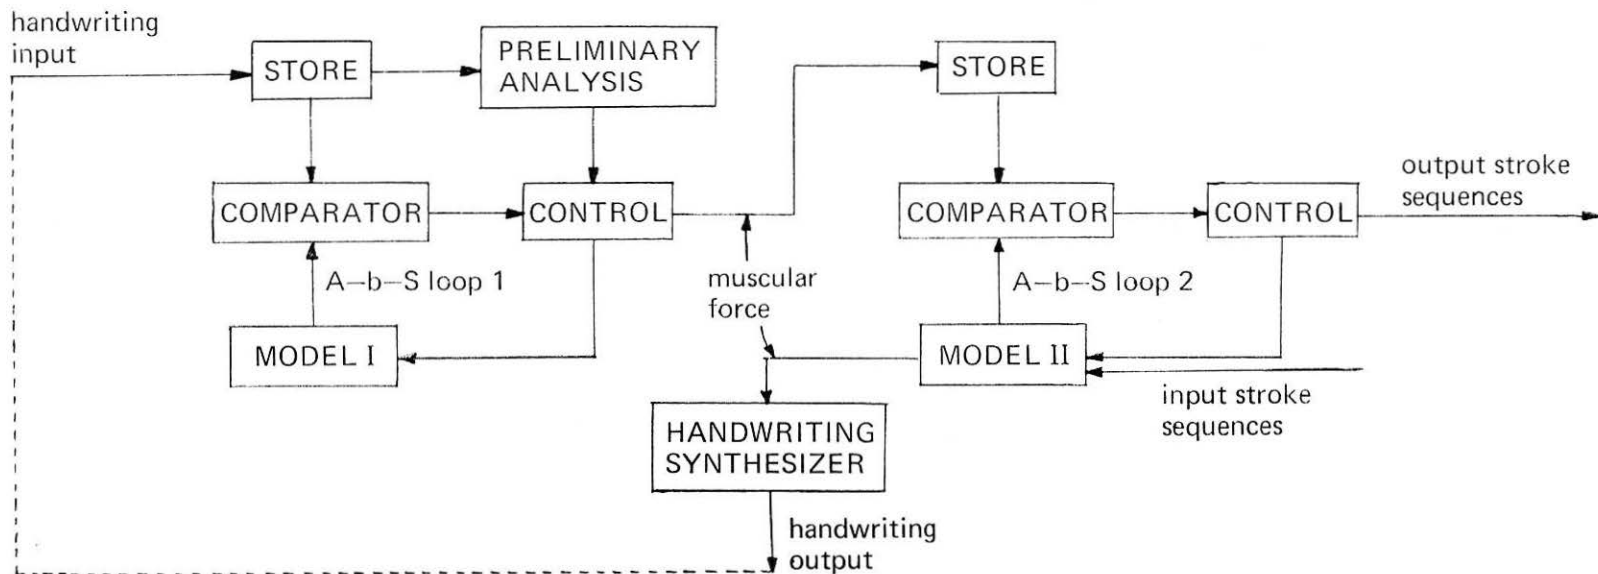 handwriting
input
STORE
PRELIMINARY
ANALYSIS
STORE
COMPARATOR
CONTROL
COMPARATOR
CONTROL
output stroke
sequences
A-b-S loop 1
muscular
force
A-b-S loop 2
MODEL I
MODEL II
input stroke
sequences
HANDWRITING
SYNTHESIZER
handwriting
output